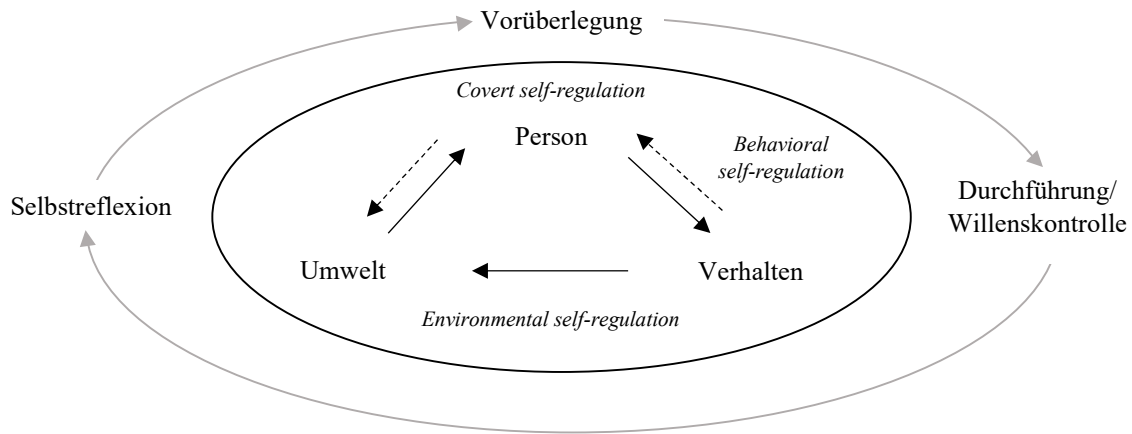 Vorüberlegung
Covert self-regulation
Person
Behavioral
self-regulation
Selbstreflexion
Durchführung/
Willenskontrolle
Umwelt
Verhalten
Environmental self-regulation